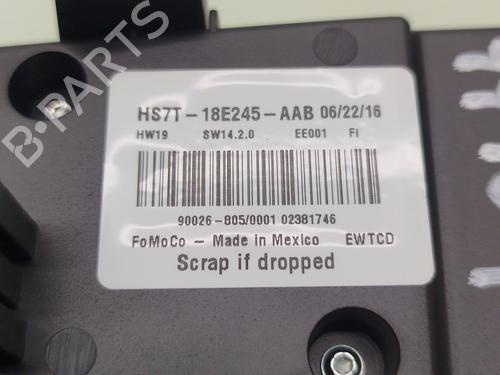 HS7T-18E245-AAB 06/22/16
HW19 SW14.2.0 EE001 FI
90026-805/0001 02381746
FoMoCo - Made in Mexico EWTCD
Scrap if dropped
B-PARTS